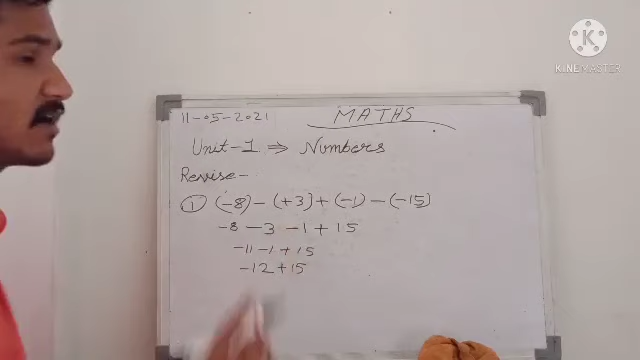 KINEMASTER
11-05-2021 MATHS
Unit-1 ⇒ Numbers
Revise-
① (-8) - (+3) + (-1) - (-15)
-8 -3 -1 + 15
-11 -1 + 15
-12 + 15